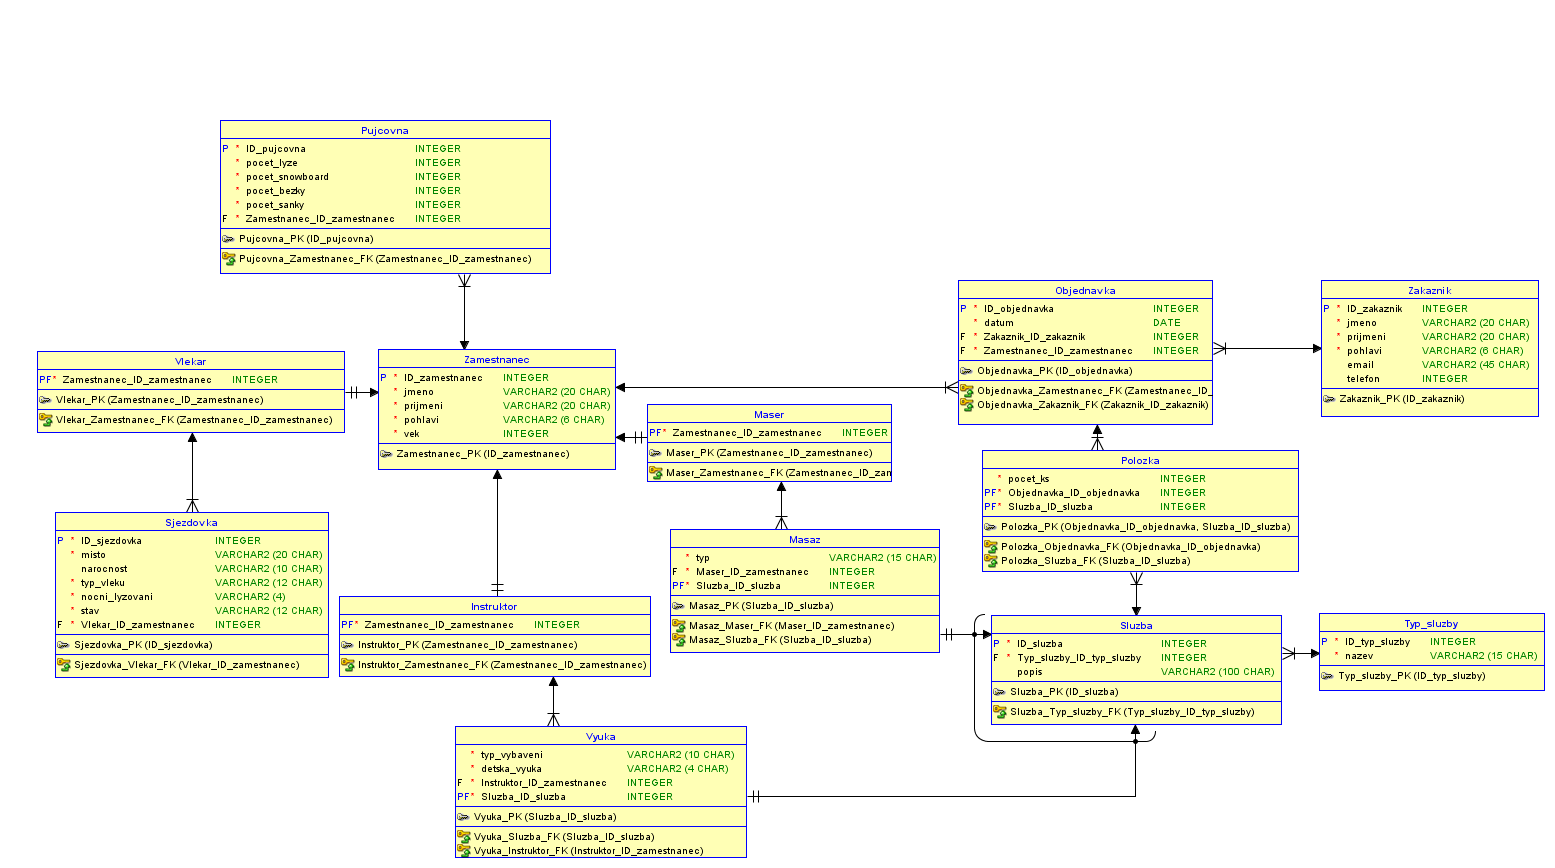 Pujcovna
P * ID_pujcovna INTEGER
* pocet_lyze INTEGER
* pocet_snowboard INTEGER
* pocet_bezky INTEGER
* pocet_sanky INTEGER
F * Zamestnanec_ID_zamestnanec INTEGER
Pujcovna_PK (ID_pujcovna)
Pujcovna_Zamestnanec_FK (Zamestnanec_ID_zamestnanec)
Vlekar
PF* Zamestnanec_ID_zamestnanec INTEGER
Vlekar_PK (Zamestnanec_ID_zamestnanec)
Vlekar_Zamestnanec_FK (Zamestnanec_ID_zamestnanec)
Zamestnanec
P * ID_zamestnanec INTEGER
* jmeno VARCHAR2 (20 CHAR)
* prijmeni VARCHAR2 (20 CHAR)
* pohlavi VARCHAR2 (6 CHAR)
* vek INTEGER
Zamestnanec_PK (ID_zamestnanec)
Objednavka
P * ID_objednavka INTEGER
* datum DATE
F * Zakaznik_ID_zakaznik INTEGER
F * Zamestnanec_ID_zamestnanec INTEGER
Objednavka_PK (ID_objednavka)
Objednavka_Zamestnanec_FK (Zamestnanec_ID_
Objednavka_Zakaznik_FK (Zakaznik_ID_zakaznik)
Zakaznik
P * ID_zakaznik INTEGER
* jmeno VARCHAR2 (20 CHAR)
* prijmeni VARCHAR2 (20 CHAR)
* pohlavi VARCHAR2 (6 CHAR)
email VARCHAR2 (45 CHAR)
telefon INTEGER
Zakaznik_PK (ID_zakaznik)
Maser
PF* Zamestnanec_ID_zamestnanec INTEGER
Maser_PK (Zamestnanec_ID_zamestnanec)
Maser_Zamestnanec_FK (Zamestnanec_ID_zan
Polozka
* pocet_ks INTEGER
PF* Objednavka_ID_objednavka INTEGER
PF* Sluzba_ID_sluzba INTEGER
Polozka_PK (Objednavka_ID_objednavka, Sluzba_ID_sluzba)
Polozka_Objednavka_FK (Objednavka_ID_objednavka)
Polozka_Sluzba_FK (Sluzba_ID_sluzba)
Sjezdovka
P * ID_sjezdovka INTEGER
* misto VARCHAR2 (20 CHAR)
narocnost VARCHAR2 (10 CHAR)
* typ_vleku VARCHAR2 (12 CHAR)
* nocni_lyzovani VARCHAR2 (4)
* stav VARCHAR2 (12 CHAR)
F * Vlekar_ID_zamestnanec INTEGER
Sjezdovka_PK (ID_sjezdovka)
Sjezdovka_Vlekar_FK (Vlekar_ID_zamestnanec)
Masaz
* typ VARCHAR2 (15 CHAR)
F * Maser_ID_zamestnanec INTEGER
PF* Sluzba_ID_sluzba INTEGER
Masaz_PK (Sluzba_ID_sluzba)
Masaz_Maser_FK (Maser_ID_zamestnanec)
Masaz_Sluzba_FK (Sluzba_ID_sluzba)
Instruktor
PF* Zamestnanec_ID_zamestnanec INTEGER
Instruktor_PK (Zamestnanec_ID_zamestnanec)
Instruktor_Zamestnanec_FK (Zamestnanec_ID_zamestnanec)
Sluzba
P * ID_sluzba INTEGER
F * Typ_sluzby_ID_typ_sluzby INTEGER
popis VARCHAR2 (100 CHAR)
Sluzba_PK (ID_sluzba)
Sluzba_Typ_sluzby_FK (Typ_sluzby_ID_typ_sluzby)
Typ_sluzby
P * ID_typ_sluzby INTEGER
* nazev VARCHAR2 (15 CHAR)
Typ_sluzby_PK (ID_typ_sluzby)
Vyuka
* typ_vybaveni VARCHAR2 (10 CHAR)
* detska_vyuka VARCHAR2 (4 CHAR)
F * Instruktor_ID_zamestnanec INTEGER
PF* Sluzba_ID_sluzba INTEGER
Vyuka_PK (Sluzba_ID_sluzba)
Vyuka_Sluzba_FK (Sluzba_ID_sluzba)
Vyuka_Instruktor_FK (Instruktor_ID_zamestnanec)